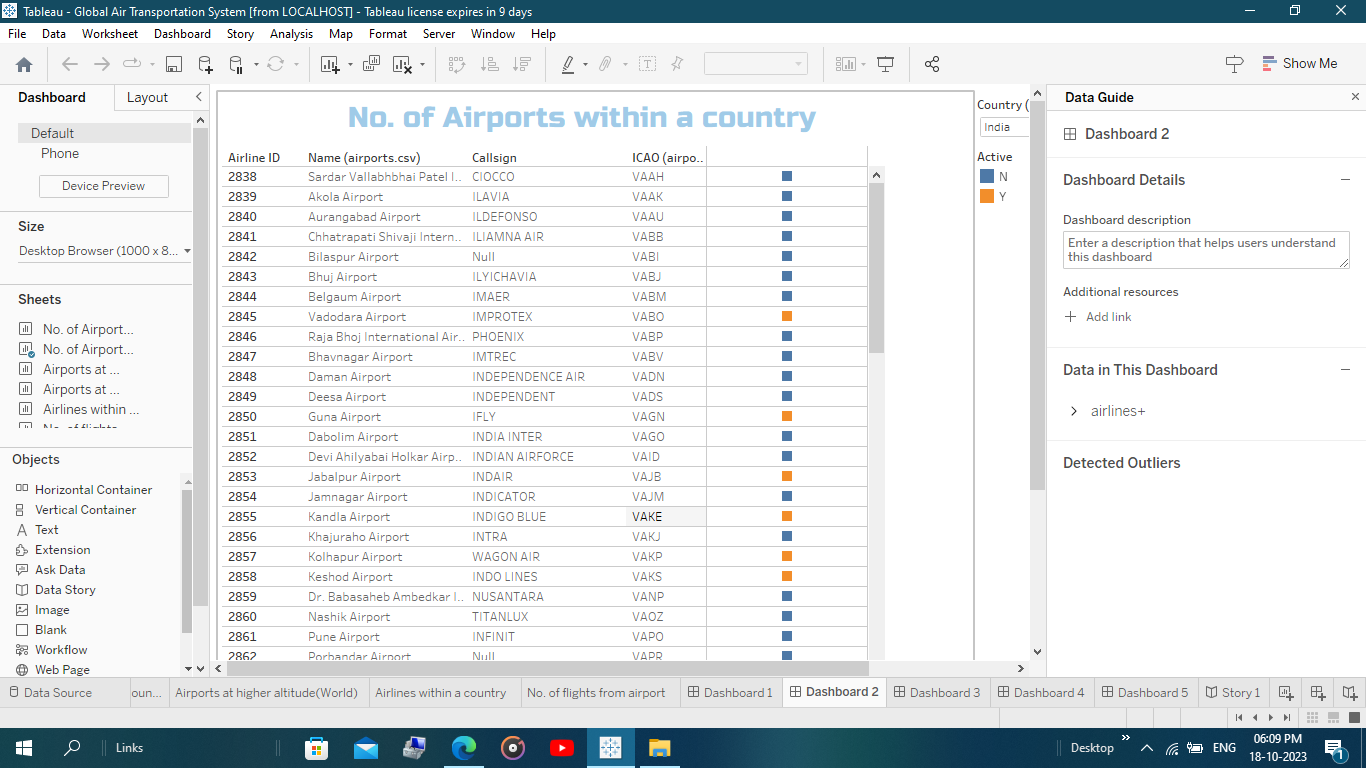 Tableau - Global Air Transportation System [from LOCALHOST] - Tableau license expires in 9 days
File Data Worksheet Dashboard Story Analysis Map Format Server Window Help
Show Me
Dashboard Layout
Default
Phone
Device Preview
Size
Desktop Browser (1000 x 8...
Sheets
No. of Airport...
No. of Airport...
Airports at ...
Airports at ...
Airlines within ...
No. of flights
Objects
Horizontal Container
Vertical Container
Text
Extension
Ask Data
Data Story
Image
Blank
Workflow
Web Page
No. of Airports within a country
Airline ID Name (airports.csv) Callsign ICAO (airpo..
2838 Sardar Vallabhbhai Patel I.. CIOCCO VAAH
2839 Akola Airport ILAVIA VAAK
2840 Aurangabad Airport ILDEFONSO VAAU
2841 Chhatrapati Shivaji Intern.. ILIAMNA AIR VABB
2842 Bilaspur Airport Null VABI
2843 Bhuj Airport ILYICHAVIA VABJ
2844 Belgaum Airport IMAER VABM
2845 Vadodara Airport IMPROTEX VABO
2846 Raja Bhoj International Air.. PHOENIX VABP
2847 Bhavnagar Airport IMTREC VABV
2848 Daman Airport INDEPENDENCE AIR VADN
2849 Deesa Airport INDEPENDENT VADS
2850 Guna Airport IFLY VAGN
2851 Dabolim Airport INDIA INTER VAGO
2852 Devi Ahilyabai Holkar Airp.. INDIAN AIRFORCE VAID
2853 Jabalpur Airport INDAIR VAJB
2854 Jamnagar Airport INDICATOR VAJM
2855 Kandla Airport INDIGO BLUE VAKE
2856 Khajuraho Airport INTRA VAKJ
2857 Kolhapur Airport WAGON AIR VAKP
2858 Keshod Airport INDO LINES VAKS
2859 Dr. Babasaheb Ambedkar I.. NUSANTARA VANP
2860 Nashik Airport TITANLUX VAOZ
2861 Pune Airport INFINIT VAPO
2862 Porbandar Airport Null VAPR
Country (
India
Active
N
Y
Data Guide
Dashboard 2
Dashboard Details
Dashboard description
Enter a description that helps users understand
this dashboard
Additional resources
Add link
Data in This Dashboard
airlines+
Detected Outliers
Data Source oun... Airports at higher altitude(World) Airlines within a country No. of flights from airport Dashboard 1 Dashboard 2 Dashboard 3 Dashboard 4 Dashboard 5 Story 1
Links Desktop ENG 06:09 PM
18-10-2023
1